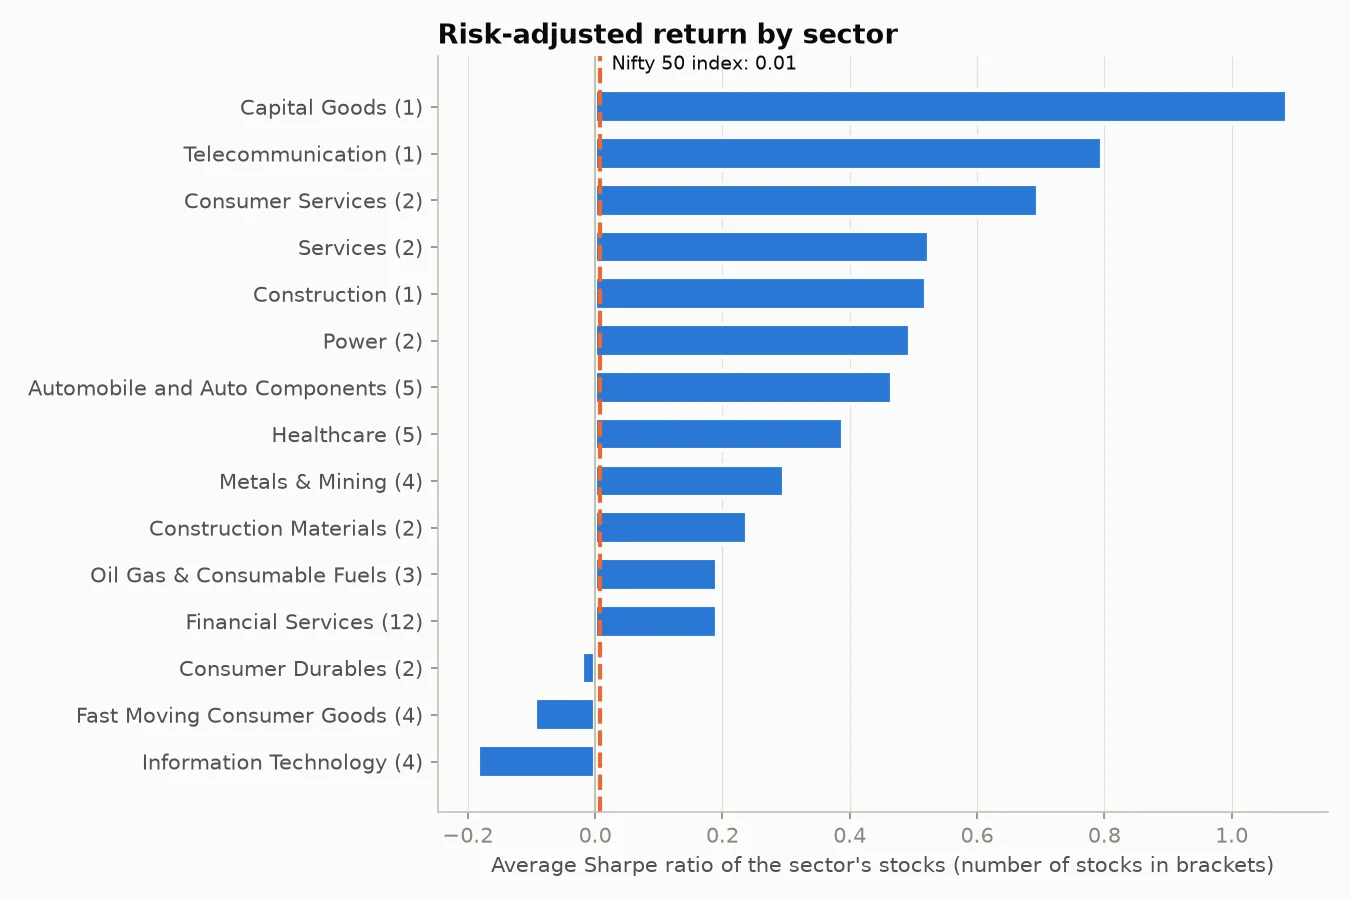 Risk-adjusted return by sector
Nifty 50 index: 0.01
Capital Goods (1)
Telecommunication (1)
Consumer Services (2)
Services (2)
Construction (1)
Power (2)
Automobile and Auto Components (5)
Healthcare (5)
Metals & Mining (4)
Construction Materials (2)
Oil Gas & Consumable Fuels (3)
Financial Services (12)
Consumer Durables (2)
Fast Moving Consumer Goods (4)
Information Technology (4)
−0.2 0.0 0.2 0.4 0.6 0.8 1.0
Average Sharpe ratio of the sector's stocks (number of stocks in brackets)